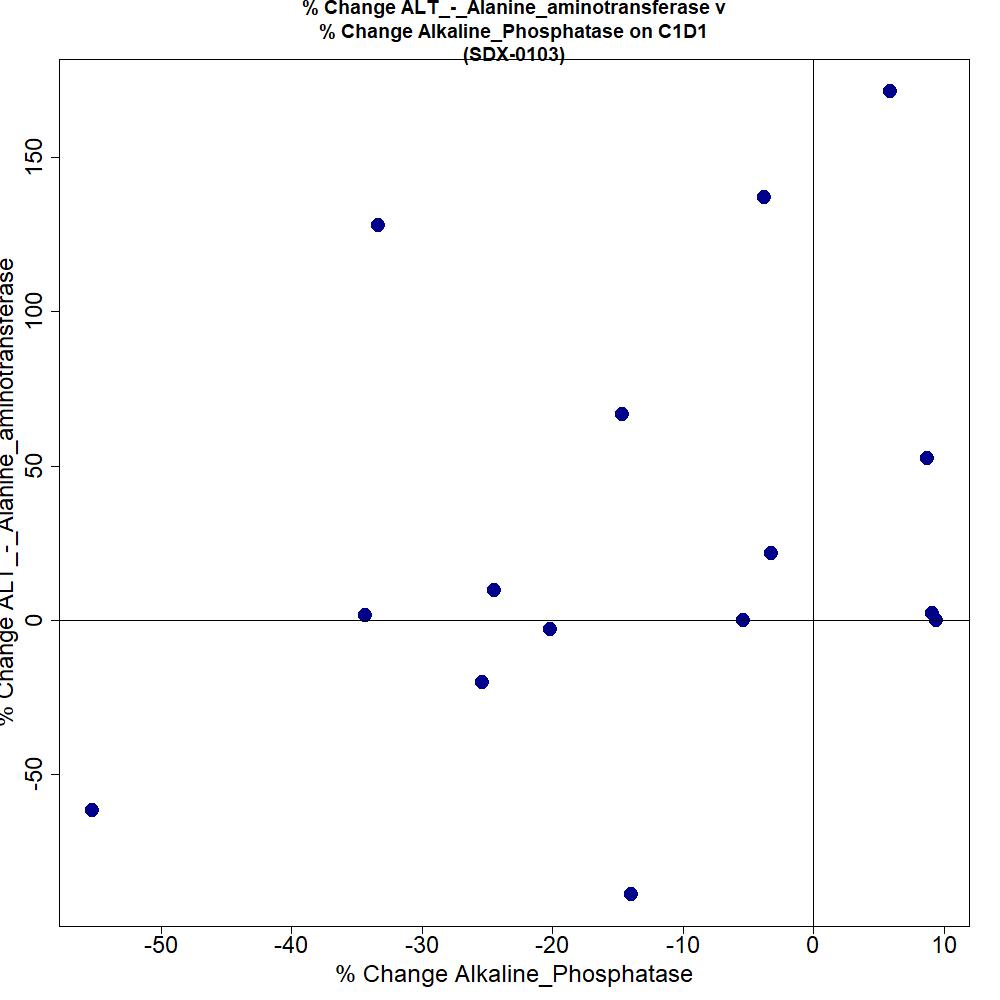 % Change ALT_-_Alanine_aminotransferase v
% Change Alkaline_Phosphatase on C1D1
(SDX-0103)
% Change ALT_-_Alanine_aminotransferase
150
100
50
0
-50
-50
-40
-30
-20
-10
0
10
% Change Alkaline_Phosphatase